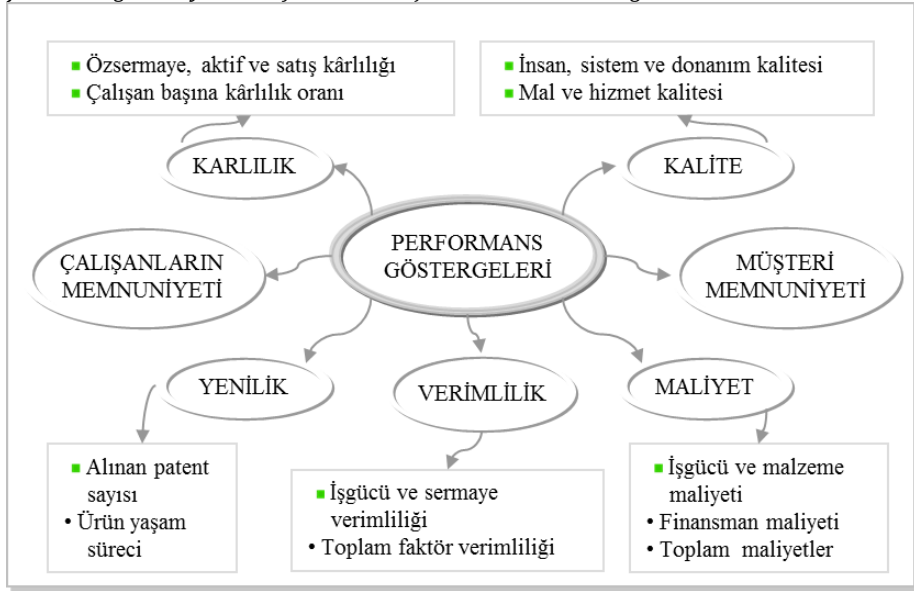 ▪ Özsermaye, aktif ve satış kârlılığı
▪ Çalışan başına kârlılık oranı
▪ İnsan, sistem ve donanım kalitesi
▪ Mal ve hizmet kalitesi
KARLILIK
KALİTE
PERFORMANS
GÖSTERGELERİ
ÇALIŞANLARIN
MEMNUNİYETİ
MÜŞTERİ
MEMNUNİYETİ
YENİLİK
VERİMLİLİK
MALİYET
▪ Alınan patent
sayısı
• Ürün yaşam
süreci
▪ İşgücü ve sermaye
verimliliği
• Toplam faktör verimliliği
▪ İşgücü ve malzeme
maliyeti
• Finansman maliyeti
• Toplam maliyetler